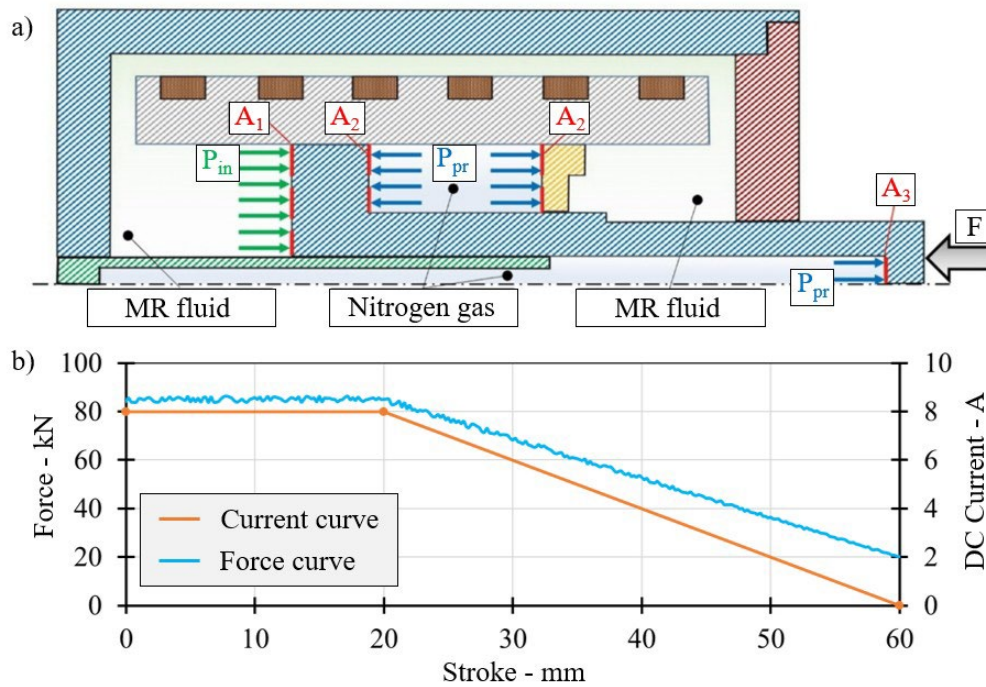 a)
A1
A2
A2
Pin
Ppr
A3
F
Ppr
MR fluid
Nitrogen gas
MR fluid
b)
100
80
60
40
20
0
Force - kN
10
8
6
4
2
0
DC Current - A
Current curve
Force curve
0
10
20
30
40
50
60
Stroke - mm